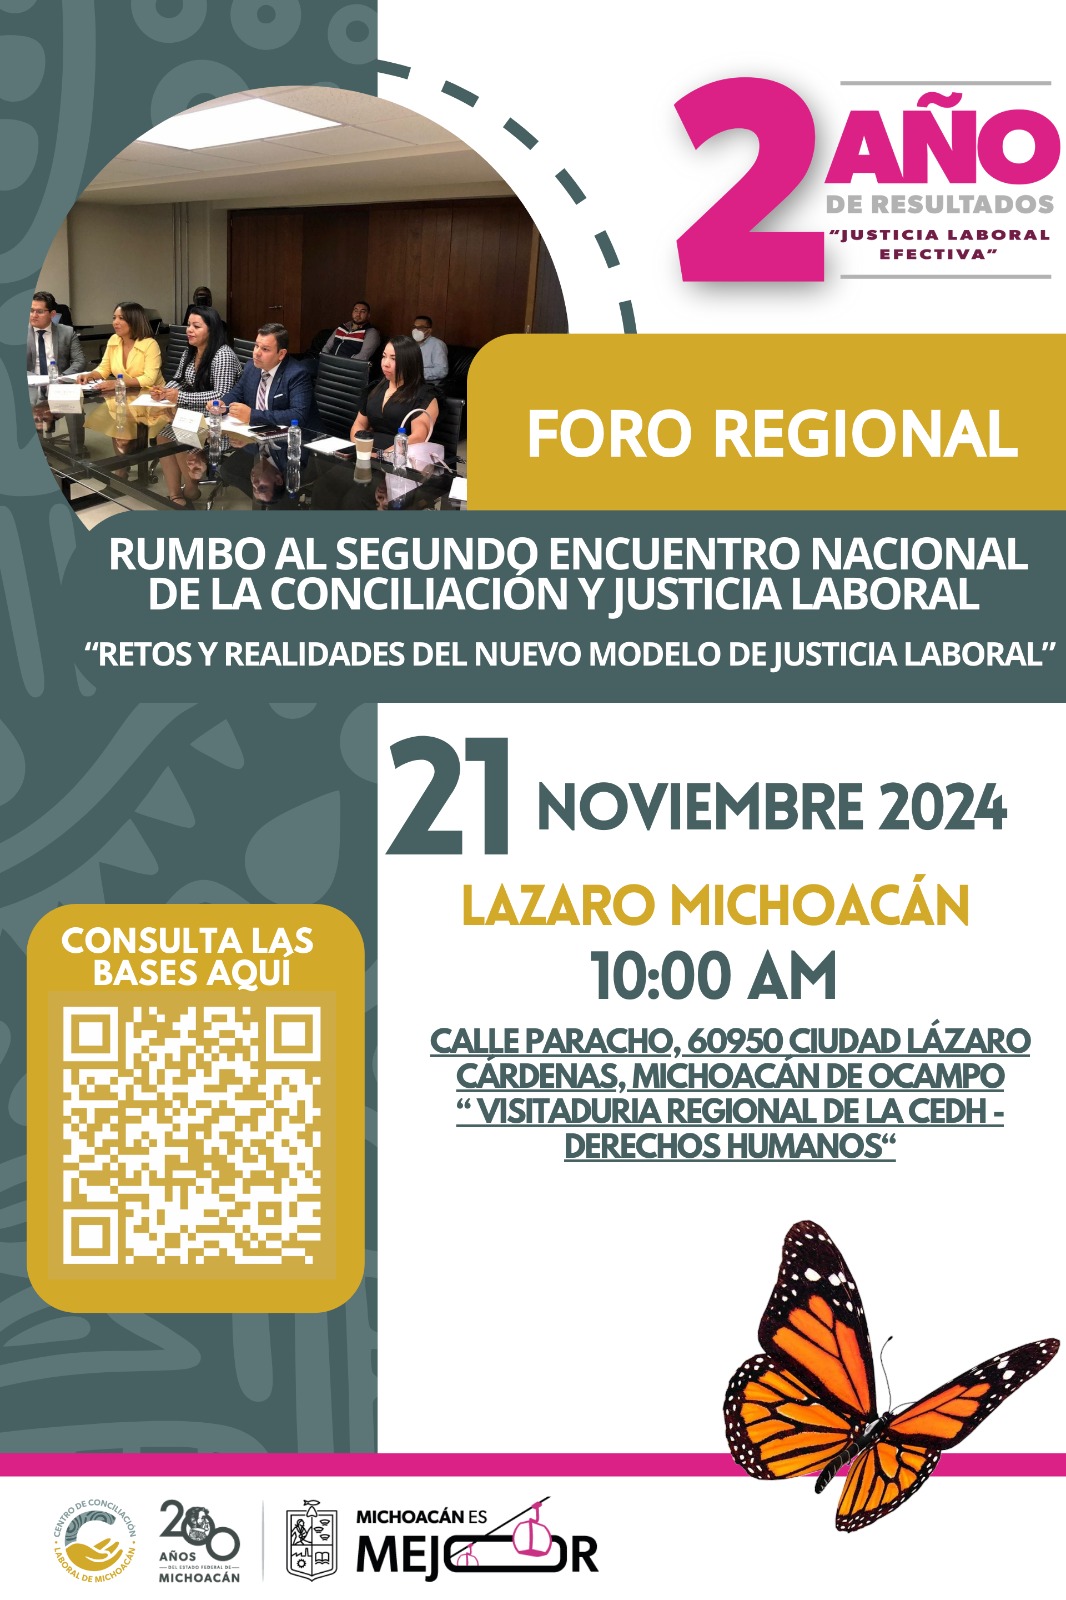 2 AÑO
DE RESULTADOS
“JUSTICIA LABORAL
EFECTIVA”
FORO REGIONAL
RUMBO AL SEGUNDO ENCUENTRO NACIONAL
DE LA CONCILIACIÓN Y JUSTICIA LABORAL
“RETOS Y REALIDADES DEL NUEVO MODELO DE JUSTICIA LABORAL”
21 NOVIEMBRE 2024
LAZARO MICHOACÁN
10:00 AM
CALLE PARACHO, 60950 CIUDAD LÁZARO
CÁRDENAS, MICHOACÁN DE OCAMPO
“ VISITADURIA REGIONAL DE LA CEDH -
DERECHOS HUMANOS“
CONSULTA LAS
BASES AQUÍ
CENTRO DE CONCILIACIÓN
LABORAL DE MICHOACÁN
200
AÑOS
DEL ESTADO FEDERAL DE
MICHOACÁN
MICHOACÁN ES
MEJOR